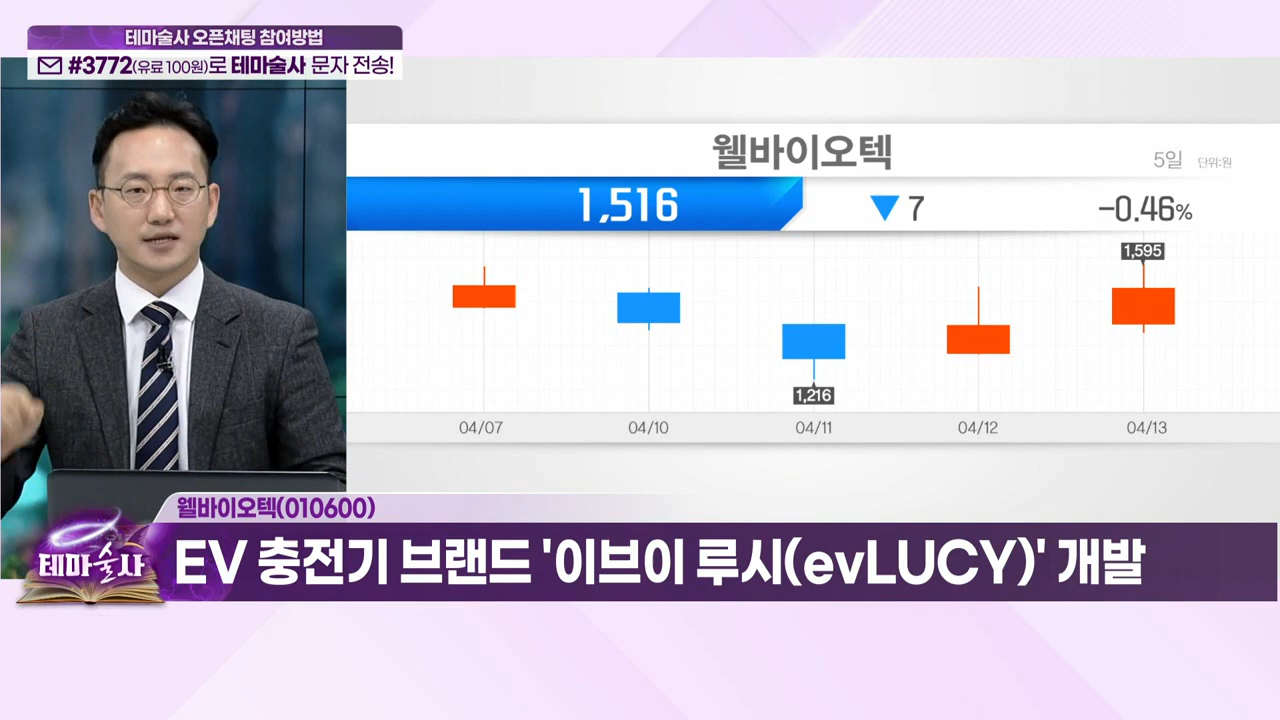 테마술사 오픈채팅 참여방법
#3772(유료 100원)로 테마술사 문자 전송!
웰바이오텍
5일 단위:원
1,516 ▼ 7 -0.46%
1,595
1,216
04/07 04/10 04/11 04/12 04/13
웰바이오텍(010600)
테마술사
EV 충전기 브랜드 '이브이 루시(evLUCY)' 개발